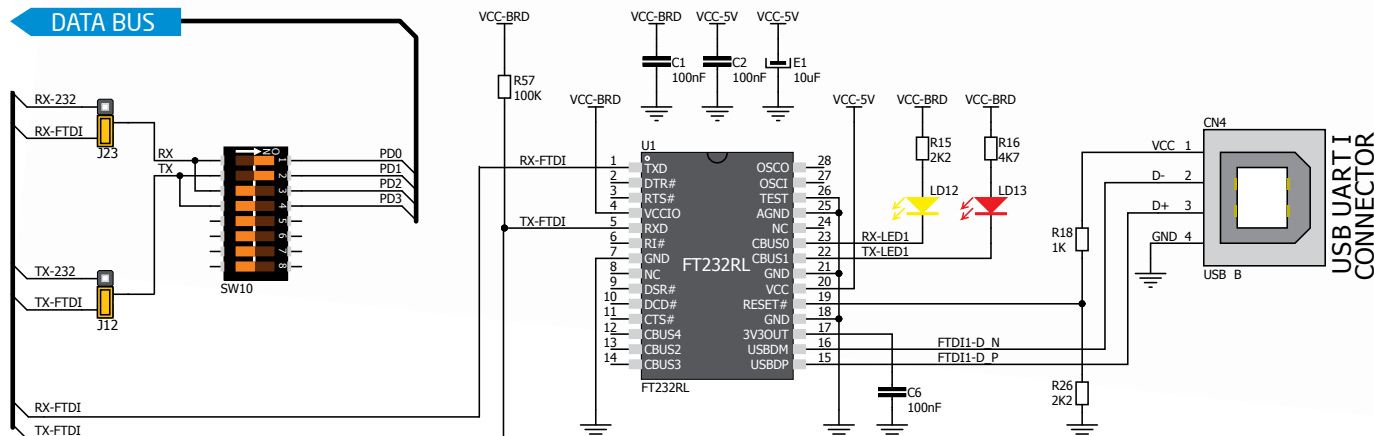 DATA BUS
VCC-BRD
VCC-BRD
VCC-5V
VCC-5V
C1
100nF
C2
100nF
E1
10uF
R57
100K
RX-232
RX-FTDI
J23
VCC-BRD
VCC-5V
VCC-BRD
VCC-BRD
R15
2K2
R16
4K7
LD12
LD13
RX
TX
ON
1
2
3
4
5
6
7
8
PD0
PD1
PD2
PD3
SW10
TX-232
TX-FTDI
J12
RX-FTDI
TX-FTDI
U1
1 TXD
2 DTR#
3 RTS#
4 VCCIO
5 RXD
6 RI#
7 GND
8 NC
9 DSR#
10 DCD#
11 CTS#
12 CBUS4
13 CBUS2
14 CBUS3
FT232RL
OSCO 28
OSCI 27
TEST 26
AGND 25
NC 24
CBUS0 23
CBUS1 22
GND 21
VCC 20
RESET# 19
GND 18
3V3OUT 17
USBDM 16
USBDP 15
FT232RL
RX-LED1
TX-LED1
FTDI1-D_N
FTDI1-D_P
C6
100nF
R18
1K
R26
2K2
CN4
VCC 1
D- 2
D+ 3
GND 4
USB B
USB UART I
CONNECTOR
RX-FTDI
TX-FTDI